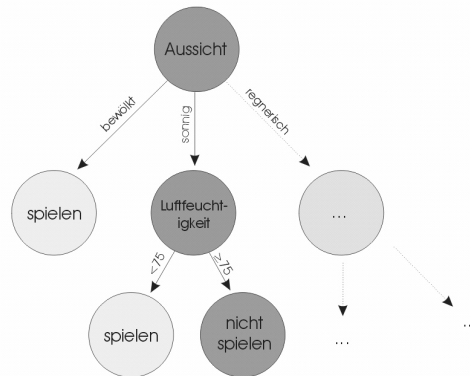 Aussicht
bewölkt
sonnig
regnerisch
spielen
Luftfeucht-
igkeit
...
<75
≥75
spielen
nicht
spielen
...
..